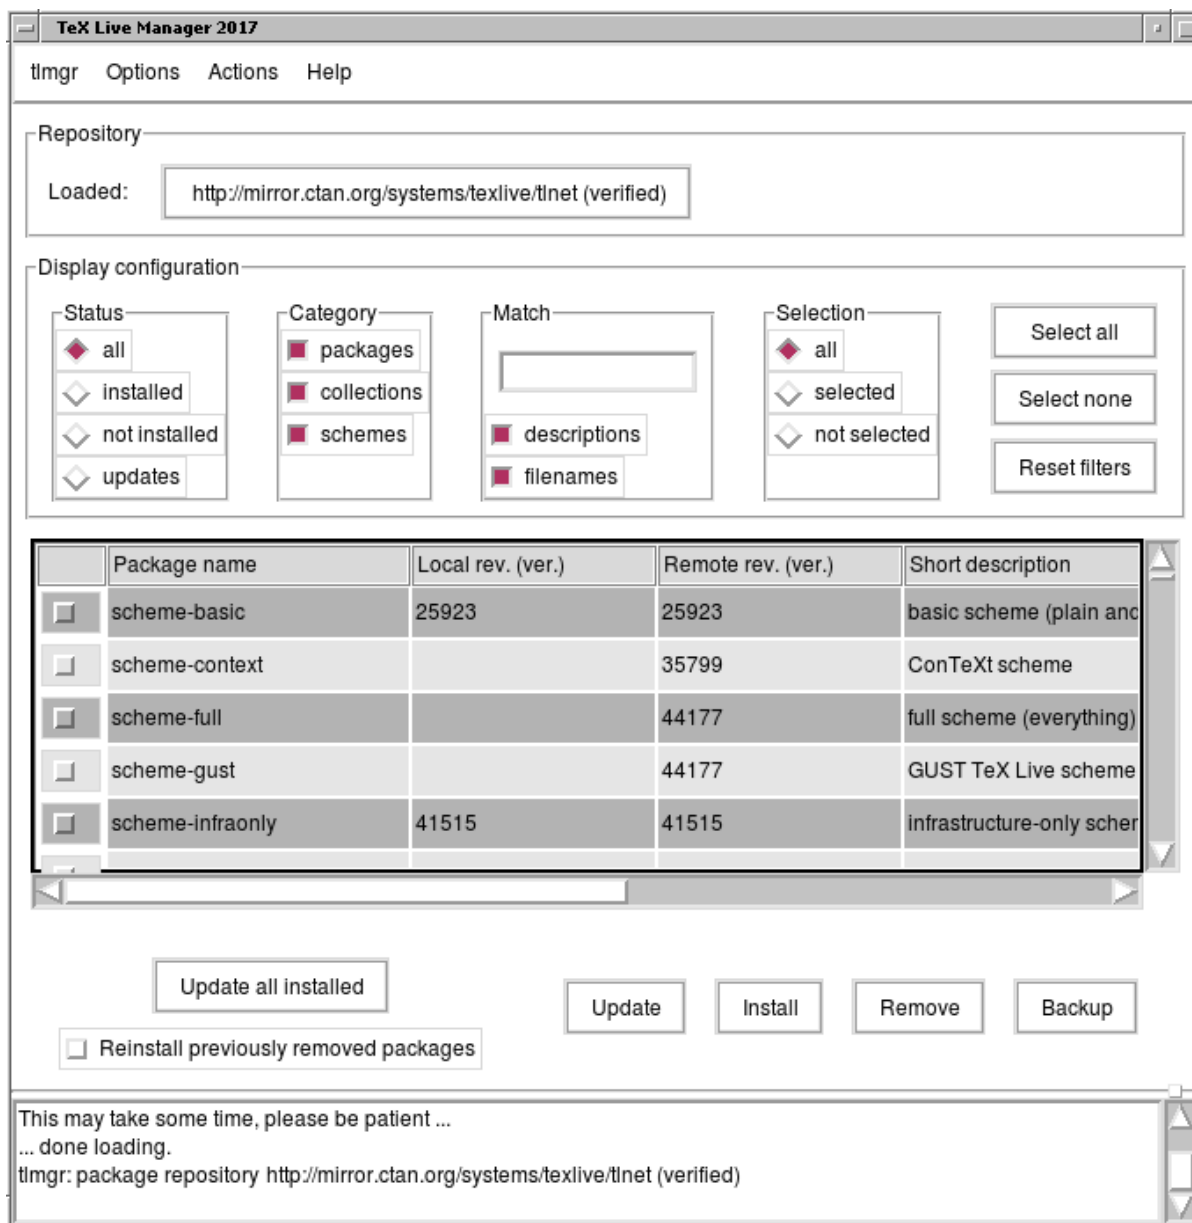 TeX Live Manager 2017
tlmgr Options Actions Help
Repository
Loaded: http://mirror.ctan.org/systems/texlive/tlnet (verified)
Display configuration
Status Category Match Selection
all packages all Select all
installed collections selected Select none
not installed schemes descriptions not selected
updates filenames Reset filters
Package name Local rev. (ver.) Remote rev. (ver.) Short description
scheme-basic 25923 25923 basic scheme (plain and
scheme-context 35799 ConTeXt scheme
scheme-full 44177 full scheme (everything)
scheme-gust 44177 GUST TeX Live scheme
scheme-infraonly 41515 41515 infrastructure-only
Update all installed Update Install Remove Backup
Reinstall previously removed packages
This may take some time, please be patient ...
... done loading.
tlmgr: package repository http://mirror.ctan.org/systems/texlive/tlnet (verified)